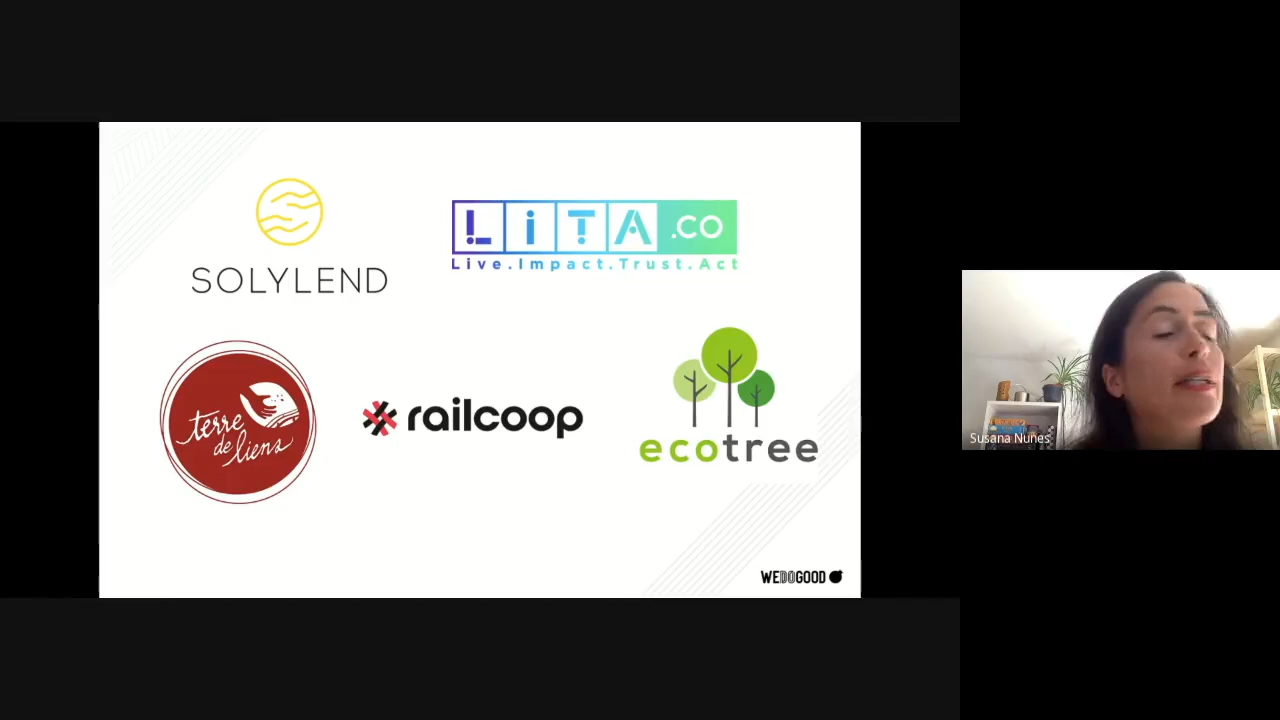 SOLYLEND
LiTA.CO
Live.Impact.Trust.Act
terre
de liens
railcoop
ecotree
WEDOGOOD
Susana Nunes